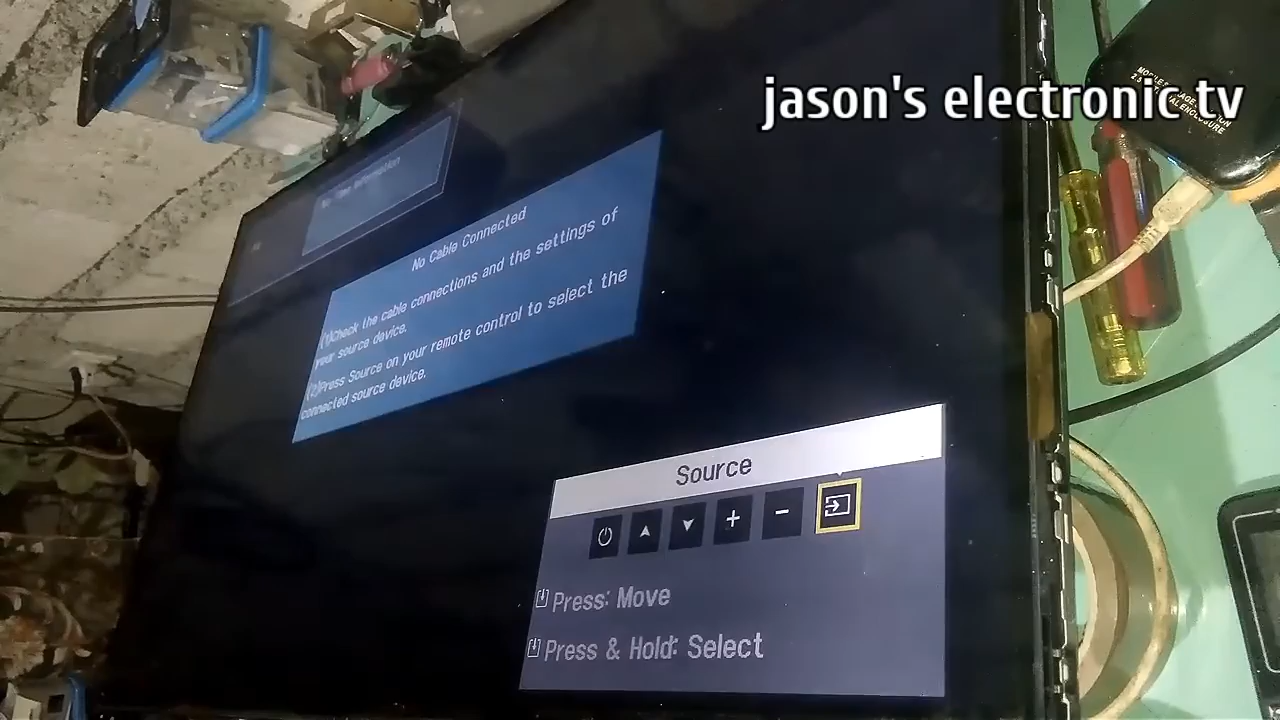 jason's electronic tv
No Cable Connected
(1)Check the cable connections and the settings of
your source device.
(2)Press Source on your remote control to select the
connected source device.
Source
Press: Move
Press & Hold: Select